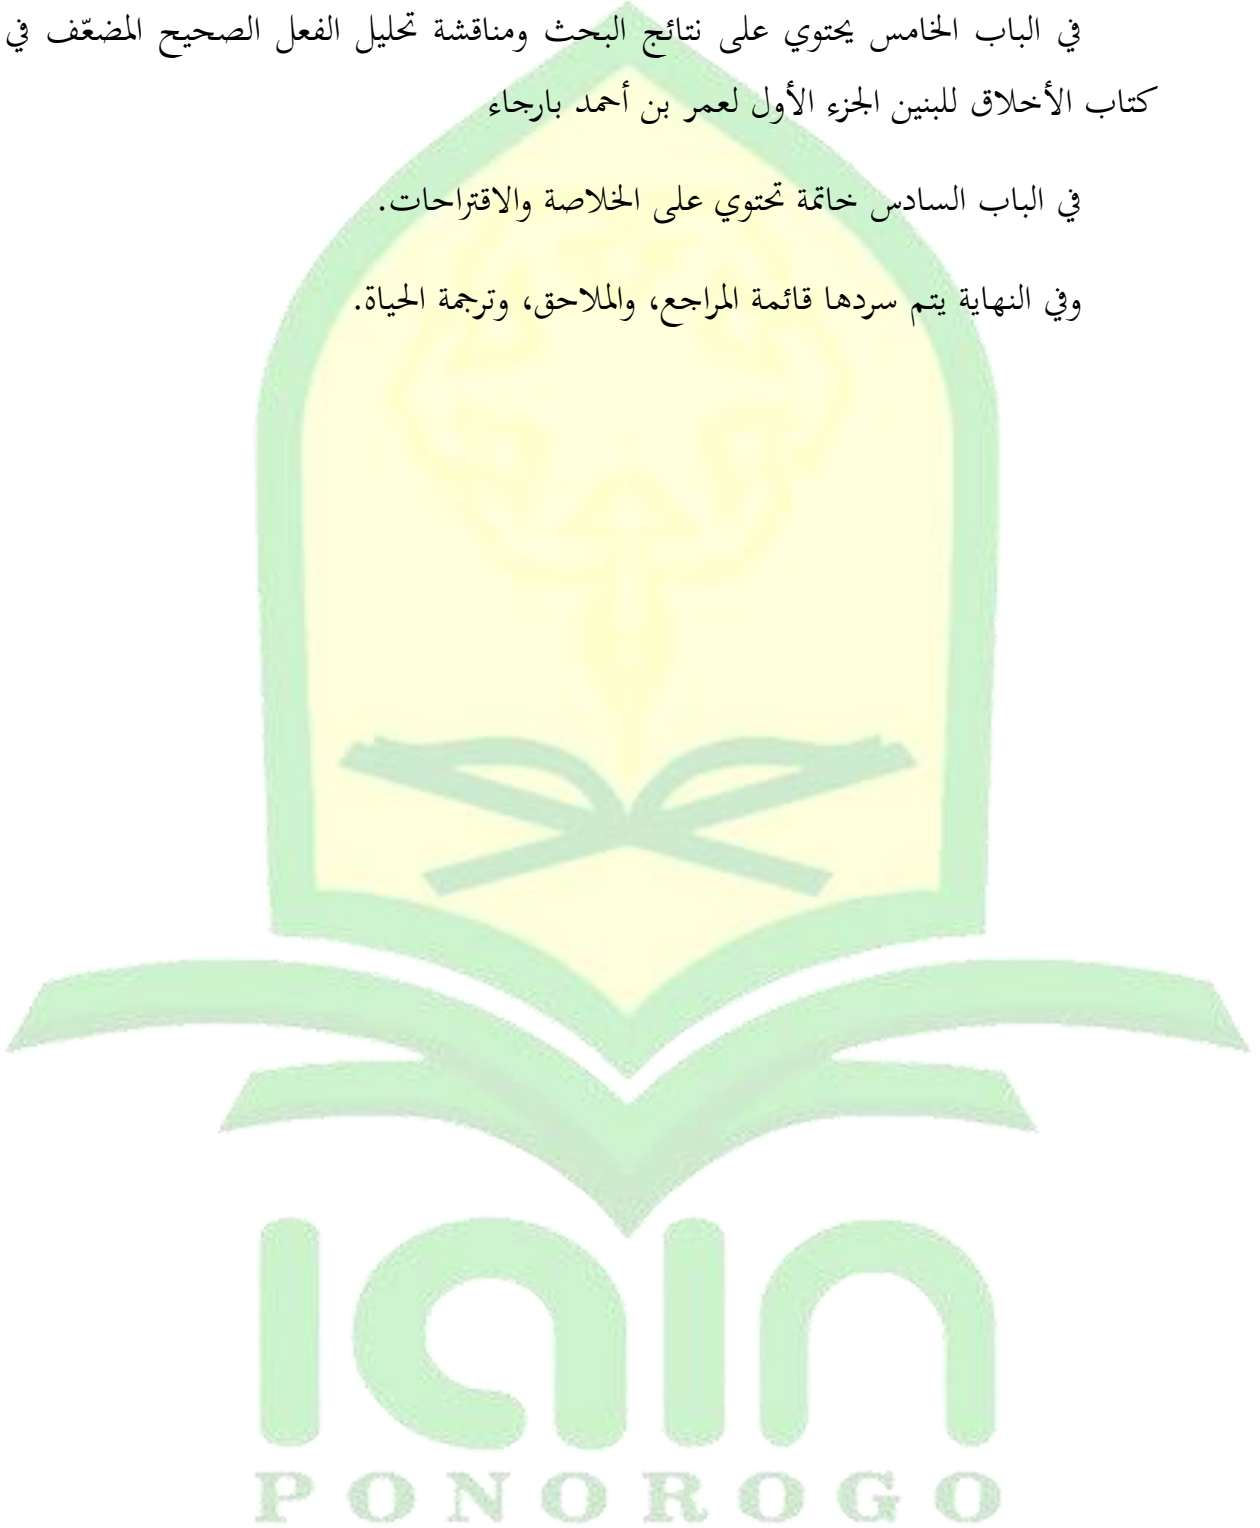 في الباب الخامس يحتوي على نتائج البحث ومناقشة تحليل الفعل الصحيح المضعّف في
كتاب الأخلاق للبنين الجزء الأول لعمر بن أحمد بارجاء
في الباب السادس خاتمة تحتوي على الخلاصة والاقتراحات.
وفي النهاية يتم سردها قائمة المراجع، والملاحق، وترجمة الحياة.
iain
PONOROGO